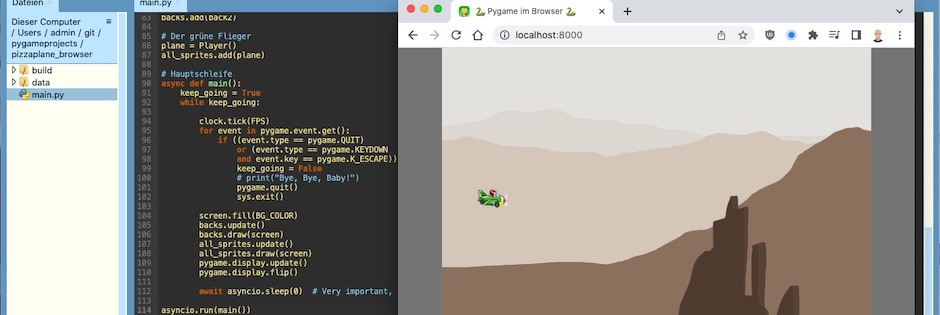 Dateien
Dieser Computer
/ Users / admin / git /
pygameprojects /
pizzaplane_browser
build
data
main.py
main.py
83 backs.add(back2)
84
85 # Der grüne Flieger
86 plane = Player()
87 all_sprites.add(plane)
88
89 # Hauptschleife
90 async def main():
91 keep_going = True
92 while keep_going:
93
94 clock.tick(FPS)
95 for event in pygame.event.get():
96 if ((event.type == pygame.QUIT)
97 or (event.type == pygame.KEYDOWN
98 and event.key == pygame.K_ESCAPE))
99 keep_going = False
100 # print("Bye, Bye, Baby!")
101 pygame.quit()
102 sys.exit()
103
104 screen.fill(BG_COLOR)
105 backs.update()
106 backs.draw(screen)
107 all_sprites.update()
108 all_sprites.draw(screen)
109 pygame.display.update()
110 pygame.display.flip()
111
112 await asyncio.sleep(0) # Very important,
113
114 asyncio.run(main())
🐍 Pygame im Browser 🐍
localhost:8000